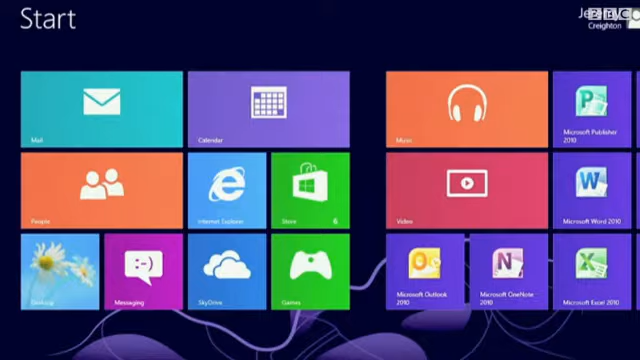 Start
BBC
Creighton
Mail
Calendar
Music
Microsoft Publisher
2010
People
Internet Explorer
Store
6
Video
Microsoft Word 2010
Desktop
Messaging
SkyDrive
Games
Microsoft Outlook
2010
Microsoft OneNote
2010
Microsoft Excel 2010